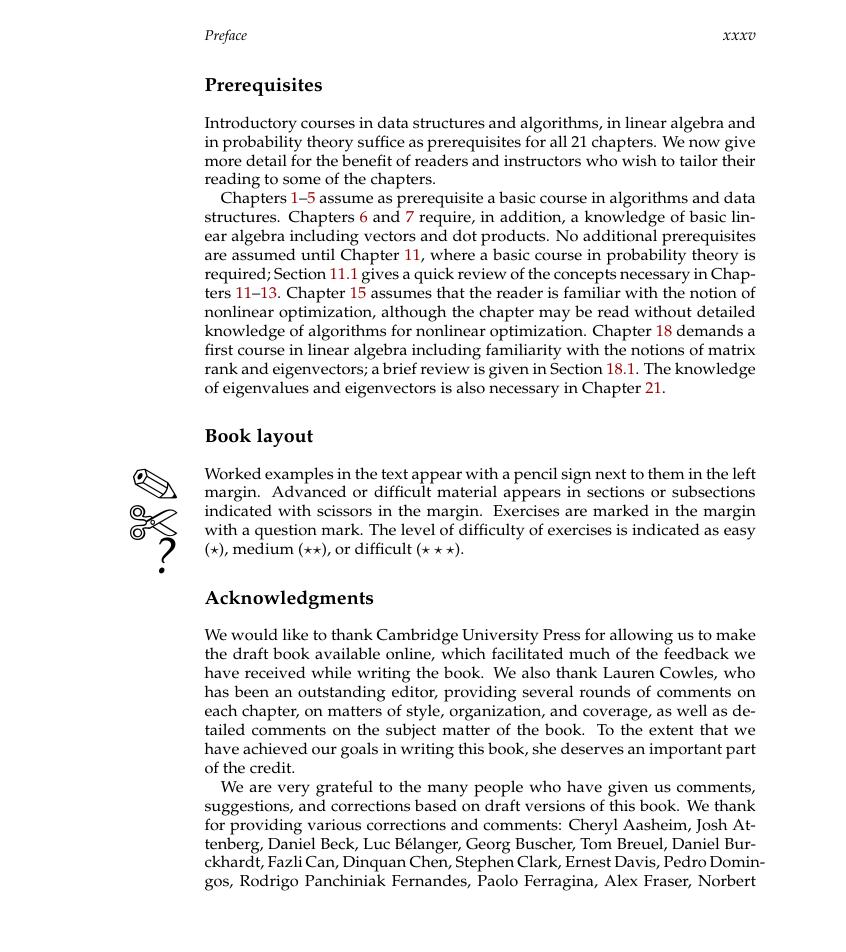 Preface xxxv
Prerequisites
Introductory courses in data structures and algorithms, in linear algebra and
in probability theory suffice as prerequisites for all 21 chapters. We now give
more detail for the benefit of readers and instructors who wish to tailor their
reading to some of the chapters.
Chapters 1–5 assume as prerequisite a basic course in algorithms and data
structures. Chapters 6 and 7 require, in addition, a knowledge of basic lin-
ear algebra including vectors and dot products. No additional prerequisites
are assumed until Chapter 11, where a basic course in probability theory is
required; Section 11.1 gives a quick review of the concepts necessary in Chap-
ters 11–13. Chapter 15 assumes that the reader is familiar with the notion of
nonlinear optimization, although the chapter may be read without detailed
knowledge of algorithms for nonlinear optimization. Chapter 18 demands a
first course in linear algebra including familiarity with the notions of matrix
rank and eigenvectors; a brief review is given in Section 18.1. The knowledge
of eigenvalues and eigenvectors is also necessary in Chapter 21.
Book layout
Worked examples in the text appear with a pencil sign next to them in the left
margin. Advanced or difficult material appears in sections or subsections
indicated with scissors in the margin. Exercises are marked in the margin
with a question mark. The level of difficulty of exercises is indicated as easy
(⋆), medium (⋆⋆), or difficult (⋆ ⋆ ⋆).
?
Acknowledgments
We would like to thank Cambridge University Press for allowing us to make
the draft book available online, which facilitated much of the feedback we
have received while writing the book. We also thank Lauren Cowles, who
has been an outstanding editor, providing several rounds of comments on
each chapter, on matters of style, organization, and coverage, as well as de-
tailed comments on the subject matter of the book. To the extent that we
have achieved our goals in writing this book, she deserves an important part
of the credit.
We are very grateful to the many people who have given us comments,
suggestions, and corrections based on draft versions of this book. We thank
for providing various corrections and comments: Cheryl Aasheim, Josh At-
tenberg, Daniel Beck, Luc Bélanger, Georg Buscher, Tom Breuel, Daniel Bur-
ckhardt, Fazli Can, Dinquan Chen, Stephen Clark, Ernest Davis, Pedro Domin-
gos, Rodrigo Panchiniak Fernandes, Paolo Ferragina, Alex Fraser, Norbert